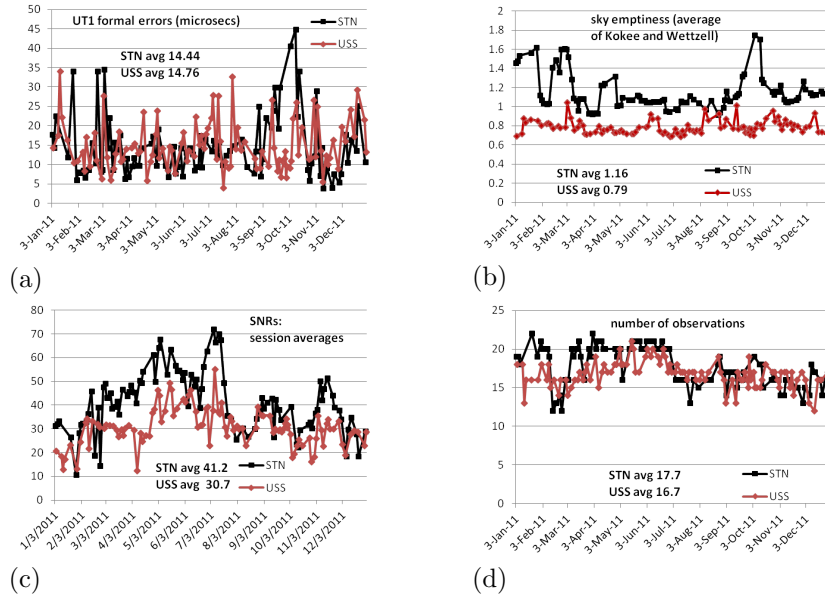 UT1 formal errors (microsecs)
STN
USS
STN avg 14.44
USS avg 14.76
50
45
40
35
30
25
20
15
10
5
0
3-Jan-11
3-Feb-11
3-Mar-11
3-Apr-11
3-May-11
3-Jun-11
3-Jul-11
3-Aug-11
3-Sep-11
3-Oct-11
3-Nov-11
3-Dec-11
(a)
sky emptiness (average
of Kokee and Wettzell)
2
1.8
1.6
1.4
1.2
1
0.8
0.6
0.4
0.2
0
STN avg 1.16
USS avg 0.79
STN
USS
3-Jan-11
3-Feb-11
3-Mar-11
3-Apr-11
3-May-11
3-Jun-11
3-Jul-11
3-Aug-11
3-Sep-11
3-Oct-11
3-Nov-11
3-Dec-11
(b)
SNRs:
session averages
80
70
60
50
40
30
20
10
0
STN avg 41.2
USS avg 30.7
STN
USS
1/3/2011
2/3/2011
3/3/2011
4/3/2011
5/3/2011
6/3/2011
7/3/2011
8/3/2011
9/3/2011
10/3/2011
11/3/2011
12/3/2011
(c)
number of observations
25
20
15
10
5
0
STN avg 17.7
USS avg 16.7
STN
USS
3-Jan-11
3-Feb-11
3-Mar-11
3-Apr-11
3-May-11
3-Jun-11
3-Jul-11
3-Aug-11
3-Sep-11
3-Oct-11
3-Nov-11
3-Dec-11
(d)